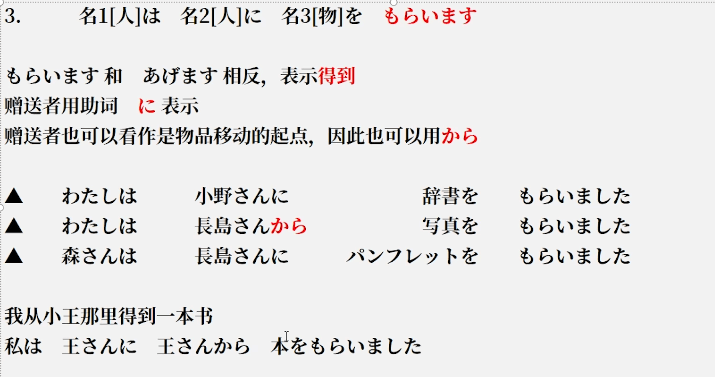 3.　　　名1[人]は　名2[人]に　名3[物]を　もらいます
もらいます 和　あげます 相反，表示得到
赠送者用助词　に 表示
赠送者也可以看作是物品移动的起点，因此也可以用から
▲　　わたしは　　　小野さんに　　　　　　　辞書を　　もらいました
▲　　わたしは　　　長島さんから　　　　　　写真を　　もらいました
▲　　森さんは　　　長島さんに　　　パンフレットを　　もらいました
我从小王那里得到一本书
私は　王さんに　王さんから　本をもらいました